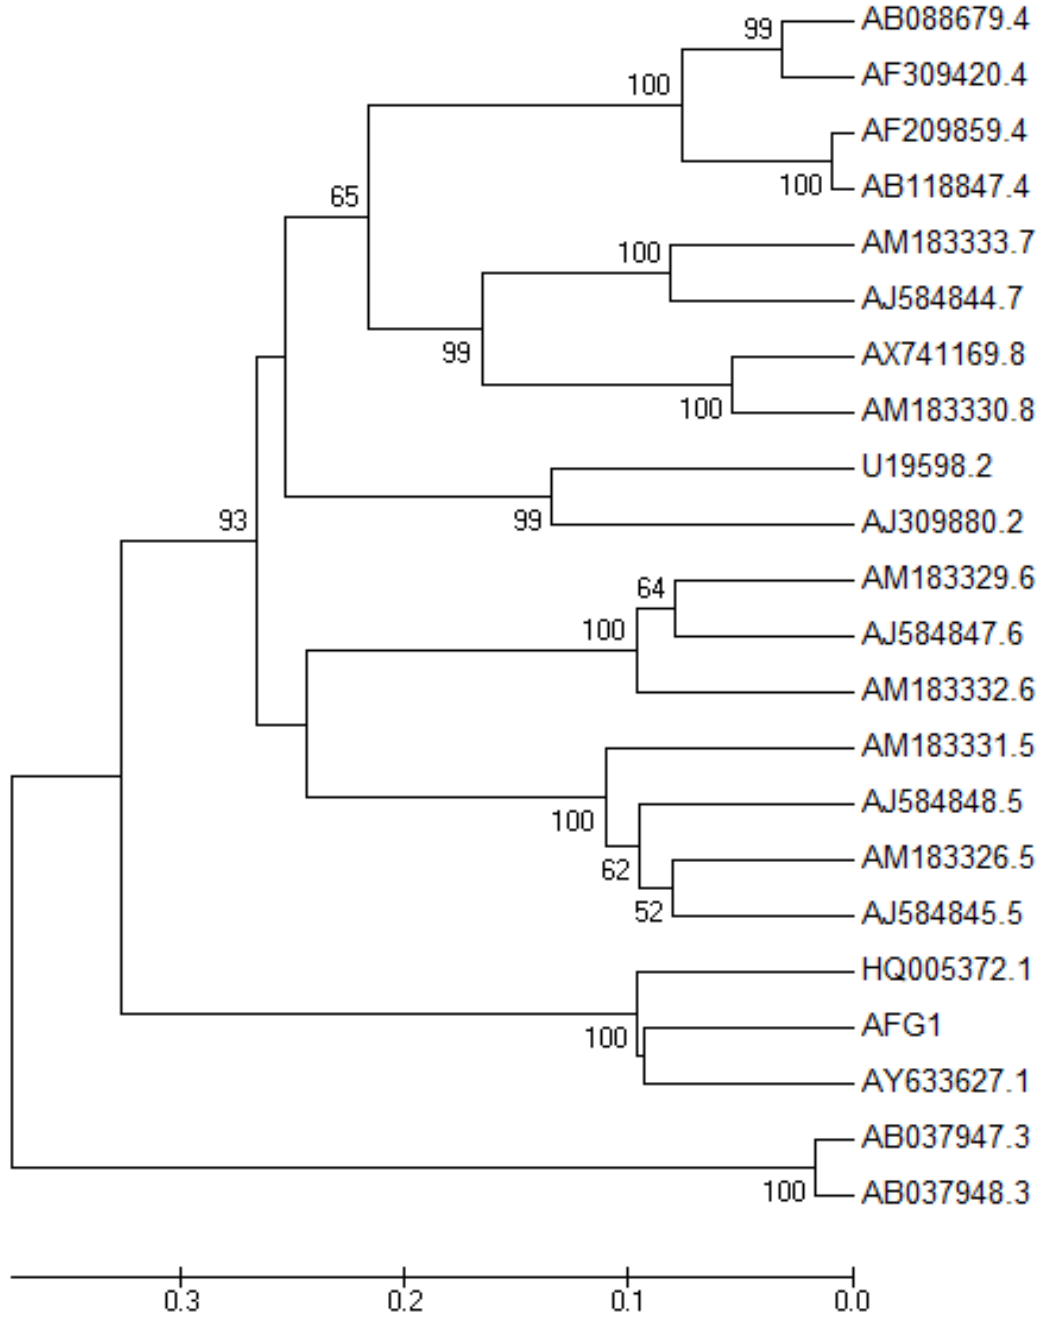 AB088679.4
99
AF309420.4
100
AF209859.4
AB118847.4
100
65
AM183333.7
100
AJ584844.7
99
AX741169.8
AM183330.8
100
U19598.2
AJ309880.2
99
93
AM183329.6
64
AJ584847.6
100
AM183332.6
AM183331.5
100
AJ584848.5
62
AM183326.5
AJ584845.5
52
HQ005372.1
AFG1
100
AY633627.1
AB037947.3
AB037948.3
100
0.3 0.2 0.1 0.0